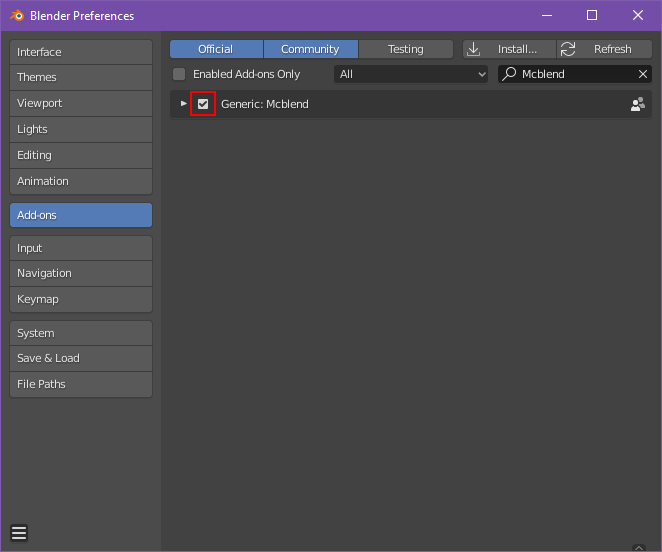 Blender Preferences
Interface
Themes
Viewport
Lights
Editing
Animation
Add-ons
Input
Navigation
Keymap
System
Save & Load
File Paths
Official Community Testing Install... Refresh
Enabled Add-ons Only All Mcblend
Generic: Mcblend